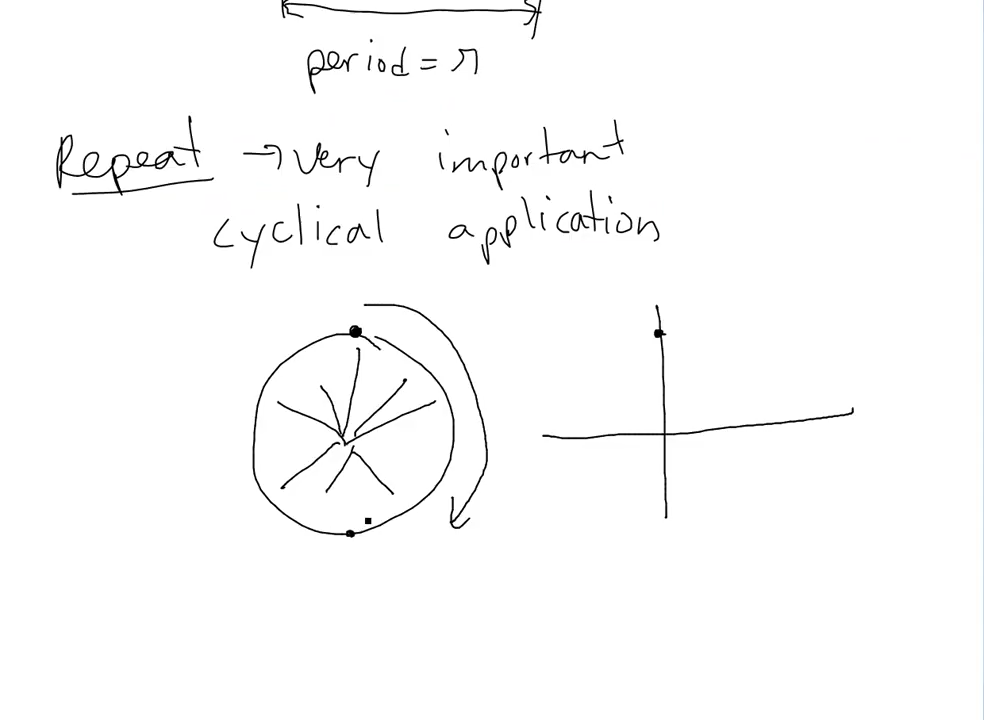 period = π
Repeat → very important
cyclical application